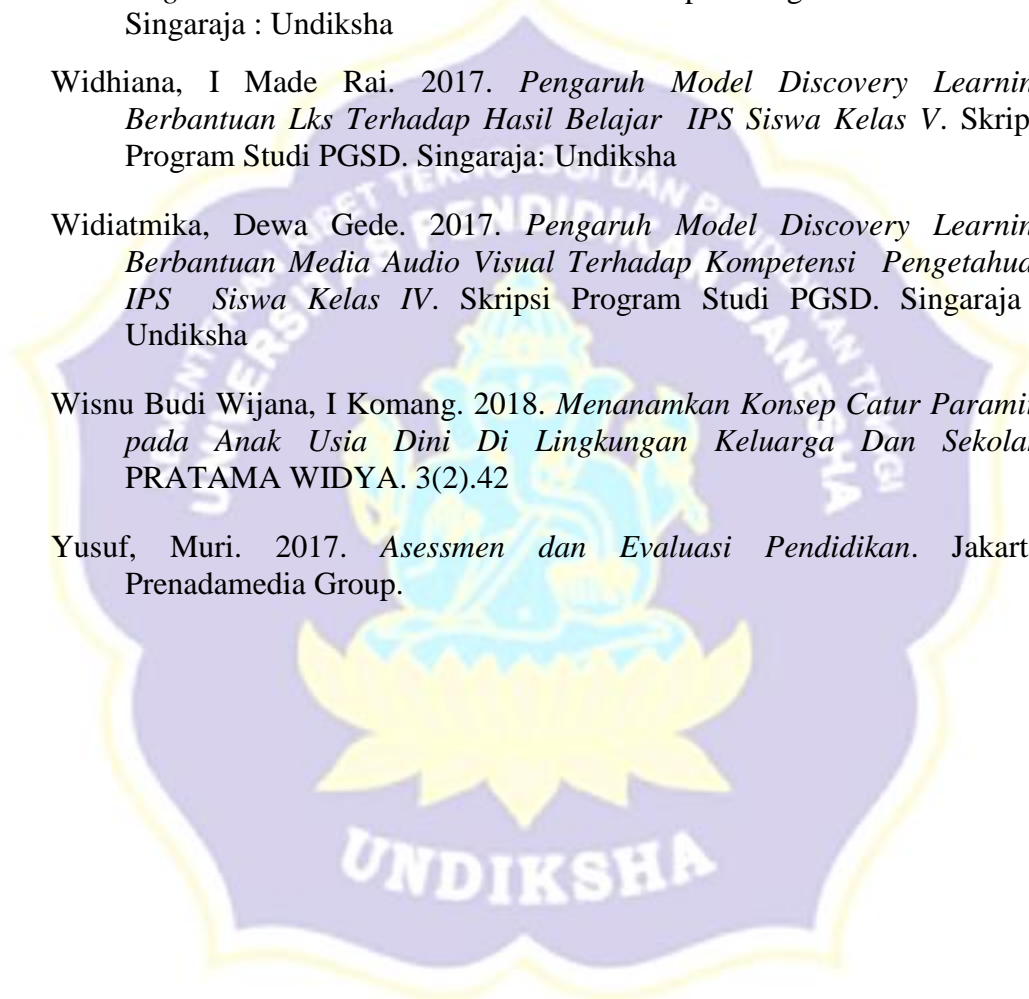 Singaraja : Undiksha
Widhiana, I Made Rai. 2017. Pengaruh Model Discovery Learnin
Berbantuan Lks Terhadap Hasil Belajar IPS Siswa Kelas V. Skrip
Program Studi PGSD. Singaraja: Undiksha
Widiatmika, Dewa Gede. 2017. Pengaruh Model Discovery Learnin
Berbantuan Media Audio Visual Terhadap Kompetensi Pengetahua
IPS Siswa Kelas IV. Skripsi Program Studi PGSD. Singaraja
Undiksha
Wisnu Budi Wijana, I Komang. 2018. Menanamkan Konsep Catur Parami
pada Anak Usia Dini Di Lingkungan Keluarga Dan Sekola
PRATAMA WIDYA. 3(2).42
Yusuf, Muri. 2017. Asessmen dan Evaluasi Pendidikan. Jakart
Prenadamedia Group.
UNIVERSITAS PENDIDIKAN GANESHA
UNDIKSHA